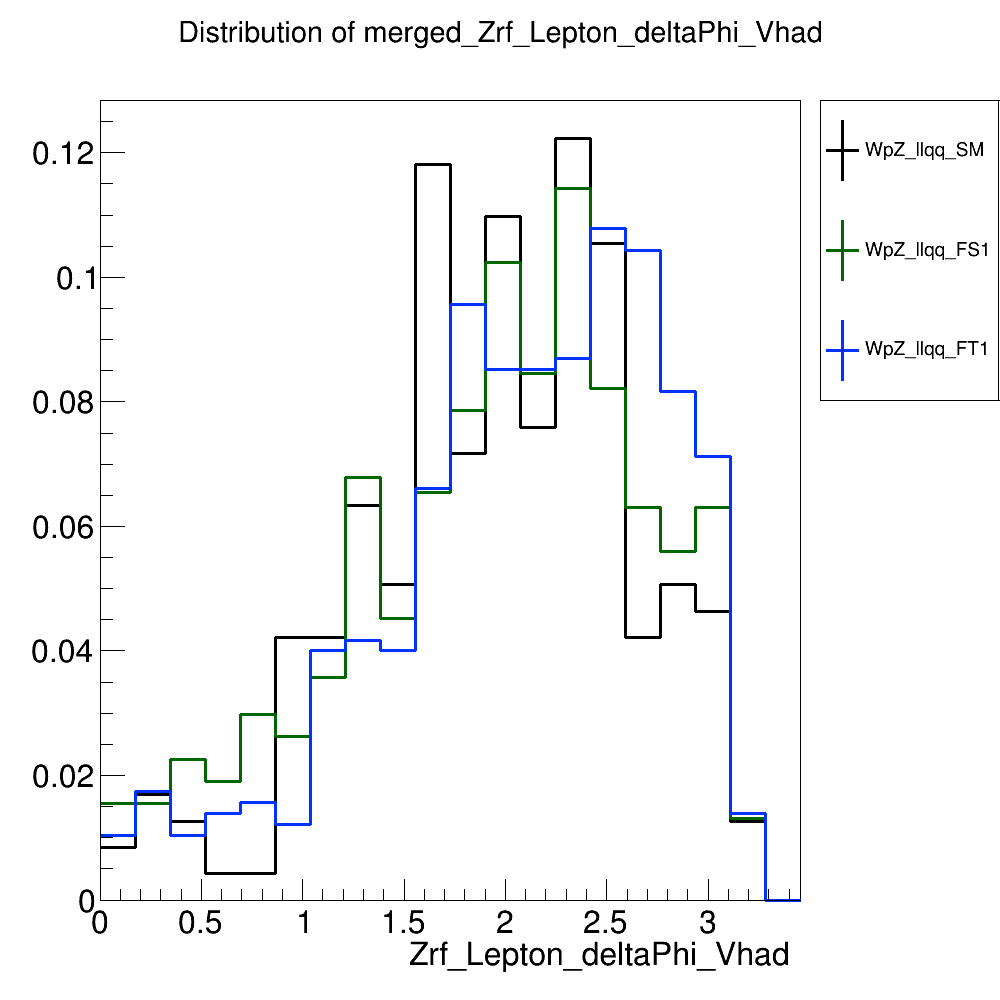 Distribution of merged_Zrf_Lepton_deltaPhi_Vhad
0.12
0.1
0.08
0.06
0.04
0.02
0
0 0.5 1 1.5 2 2.5 3
Zrf_Lepton_deltaPhi_Vhad
WpZ_llqq_SM
WpZ_llqq_FS1
WpZ_llqq_FT1